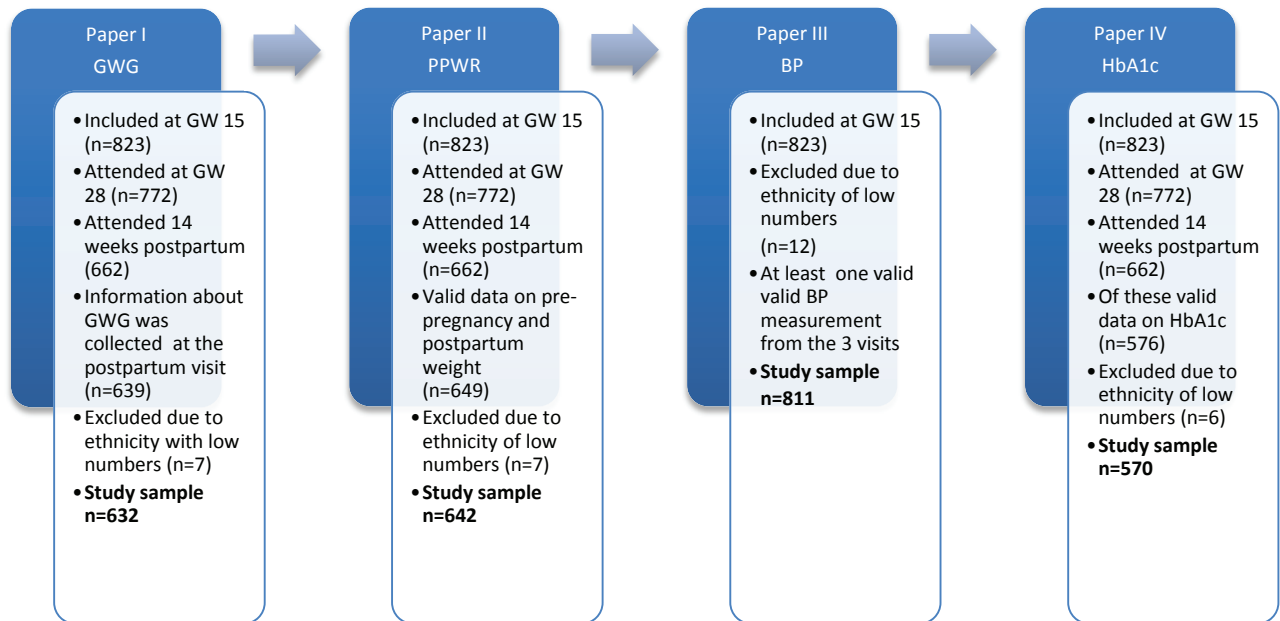 Paper I
GWG
• Included at GW 15
(n=823)
• Attended at GW
28 (n=772)
• Attended 14
weeks postpartum
(662)
• Information about
GWG was
collected at the
postpartum visit
(n=639)
• Excluded due to
ethnicity with low
numbers (n=7)
• Study sample
n=632
Paper II
PPWR
• Included at GW 15
(n=823)
• Attended at GW
28 (n=772)
• Attended 14
weeks postpartum
(n=662)
• Valid data on pre-
pregnancy and
postpartum
weight
(n=649)
• Excluded due to
ethnicity of low
numbers (n=7)
• Study sample
n=642
Paper III
BP
• Included at GW 15
(n=823)
• Excluded due to
ethnicity of low
numbers
(n=12)
• At least one valid
valid BP
measurement
from the 3 visits
• Study sample
n=811
Paper IV
HbA1c
• Included at GW 15
(n=823)
• Attended at GW
28 (n=772)
• Attended 14
weeks postpartum
(n=662)
• Of these valid
data on HbA1c
(n=576)
• Excluded due to
ethnicity of low
numbers (n=6)
• Study sample
n=570